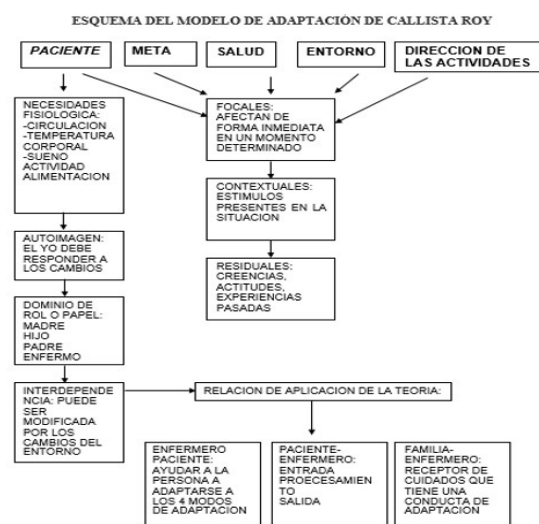 ESQUEMA DEL MODELO DE ADAPTACIÓN DE CALLISTA ROY
PACIENTE
META
SALUD
ENTORNO
DIRECCION DE
LAS ACTIVIDADES
NECESIDADES
FISIOLOGICA:
-CIRCULACION
-TEMPERATURA
CORPORAL
-SUENO
ACTIVIDAD
ALIMENTACION
FOCALES:
AFECTAN DE
FORMA INMEDIATA
EN UN MOMENTO
DETERMINADO
CONTEXTUALES:
ESTIMULOS
PRESENTES EN LA
SITUACION
AUTOIMAGEN:
EL YO DEBE
RESPONDER A
LOS CAMBIOS
RESIDUALES:
CREENCIAS,
ACTITUDES,
EXPERIENCIAS
PASADAS
DOMINIO DE
ROL O PAPEL:
MADRE
HIJO
PADRE
ENFERMO
INTERDEPENDE
NCIA: PUEDE
SER
MODIFICADA
POR LOS
CAMBIOS DEL
ENTORNO
RELACION DE APLICACION DE LA TEORIA:
ENFERMERO
PACIENTE:
AYUDAR A LA
PERSONA A
ADAPTARSE A
LOS 4 MODOS
DE ADAPTACION
PACIENTE-
ENFERMERO:
ENTRADA
PROECESAMIEN
TO
SALIDA
FAMILIA-
ENFERMERO:
RECEPTOR DE
CUIDADOS QUE
TIENE UNA
CONDUCTA DE
ADAPTACION